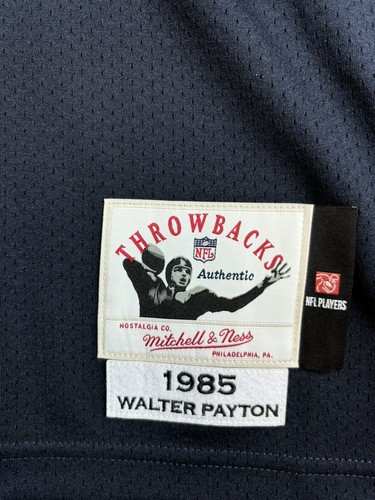 THROWBACKS
NFL
Authentic
NFL PLAYERS
NOSTALGIA CO.
Mitchell & Ness
PHILADELPHIA, PA.
1985
WALTER PAYTON